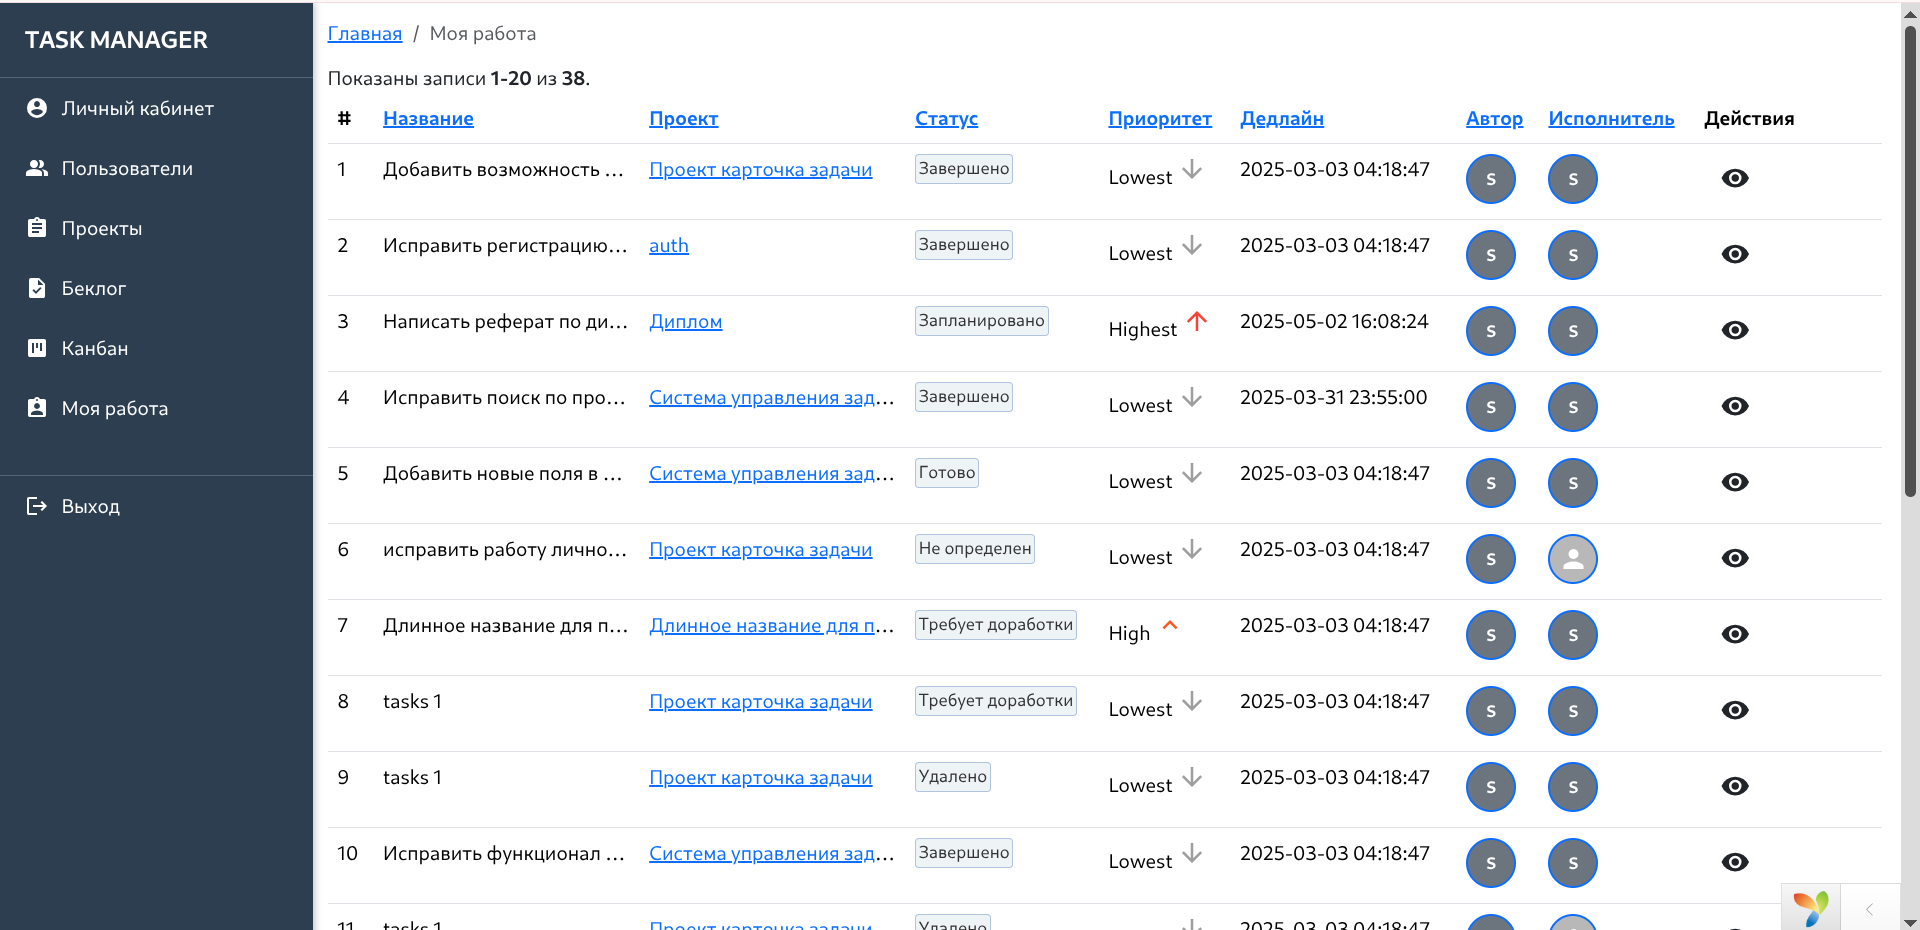 TASK MANAGER
Личный кабинет
Пользователи
Проекты
Беклог
Канбан
Моя работа
Выход
Главная / Моя работа
Показаны записи 1-20 из 38.
# Название Проект Статус Приоритет Дедлайн Автор Исполнитель Действия
1 Добавить возможность ... Проект карточка задачи Завершено Lowest 2025-03-03 04:18:47 S S
2 Исправить регистрацию... auth Завершено Lowest 2025-03-03 04:18:47 S S
3 Написать реферат по ди... Диплом Запланировано Highest 2025-05-02 16:08:24 S S
4 Исправить поиск по про... Система управления зад... Завершено Lowest 2025-03-31 23:55:00 S S
5 Добавить новые поля в ... Система управления зад... Готово Lowest 2025-03-03 04:18:47 S S
6 исправить работу лично... Проект карточка задачи Не определен Lowest 2025-03-03 04:18:47 S
7 Длинное название для п... Длинное название для п... Требует доработки High 2025-03-03 04:18:47 S S
8 tasks 1 Проект карточка задачи Требует доработки Lowest 2025-03-03 04:18:47 S S
9 tasks 1 Проект карточка задачи Удалено Lowest 2025-03-03 04:18:47 S S
10 Исправить функционал ... Система управления зад... Завершено Lowest 2025-03-03 04:18:47 S S
11 tasks 1 Проект карточка задачи Удалено 2025-03-03 04:18:47